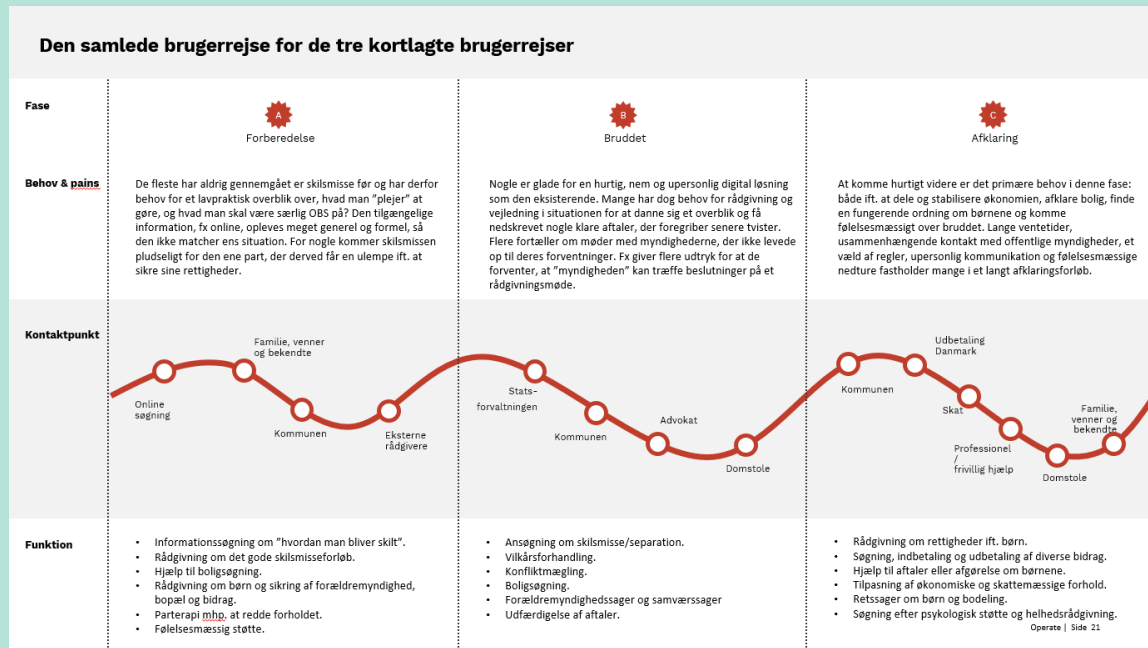 Den samlede brugerrejse for de tre kortlagte brugerrejser
Fase
A
Forberedelse
B
Bruddet
C
Afklaring
Behov & pains
De fleste har aldrig gennemgået er skilsmisse før og har derfor
behov for et lavpraktisk overblik over, hvad man ”plejer” at
gøre, og hvad man skal være særlig OBS på? Den tilgængelige
information, fx online, opleves meget generel og formel, så
den ikke matcher ens situation. For nogle kommer skilsmissen
pludseligt for den ene part, der derved får en ulempe ift. at
sikre sine rettigheder.
Nogle er glade for en hurtig, nem og upersonlig digital løsning
som den eksisterende. Mange har dog behov for rådgivning og
vejledning i situationen for at danne sig et overblik og få
nedskrevet nogle klare aftaler, der foregriber senere tvister.
Flere fortæller om møder med myndighederne, der ikke levede
op til deres forventninger. Fx giver flere udtryk for at de
forventer, at ”myndigheden” kan træffe beslutninger på et
rådgivningsmøde.
At komme hurtigt videre er det primære behov i denne fase:
både ift. at dele og stabilisere økonomien, afklare bolig, finde
en fungerende ordning om børnene og komme
følelsesmæssigt over bruddet. Lange ventetider,
usammenhængende kontakt med offentlige myndigheder, et
væld af regler, upersonlig kommunikation og følelsesmæssige
nedture fastholder mange i et langt afklaringsforløb.
Kontaktpunkt
Online
søgning
Familie, venner
og bekendte
Kommunen
Eksterne
rådgivere
Stats-
forvaltningen
Kommunen
Advokat
Domstole
Kommunen
Udbetaling
Danmark
Skat
Professionel
/
frivillig hjælp
Domstole
Familie,
venner og
bekendte
Funktion
• Informationssøgning om ”hvordan man bliver skilt”.
• Rådgivning om det gode skilsmisseforløb.
• Hjælp til boligsøgning.
• Rådgivning om børn og sikring af forældremyndighed,
bopæl og bidrag.
• Parterapi mhp. at redde forholdet.
• Følelsesmæssig støtte.
• Ansøgning om skilsmisse/separation.
• Vilkårsforhandling.
• Konfliktmægling.
• Boligsøgning.
• Forældremyndighedssager og samværssager
• Udfærdigelse af aftaler.
• Rådgivning om rettigheder ift. børn.
• Søgning, indbetaling og udbetaling af diverse bidrag.
• Hjælp til aftaler eller afgørelse om børnene.
• Tilpasning af økonomiske og skattemæssige forhold.
• Retssager om børn og bodeling.
• Søgning efter psykologisk støtte og helhedsrådgivning.
Operate | Side 21